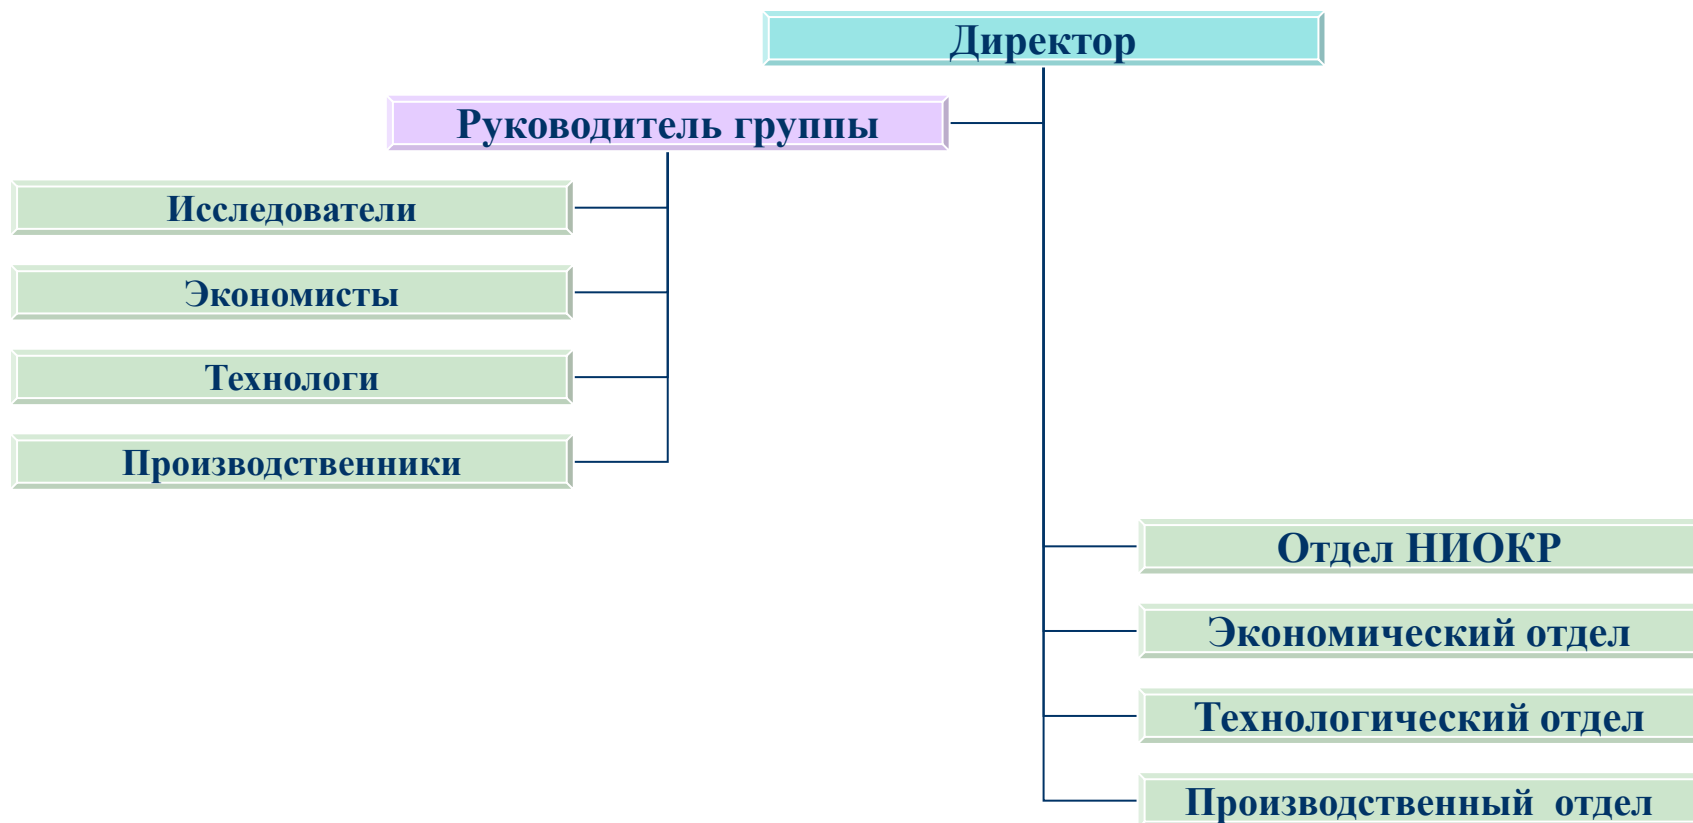 Директор
Руководитель группы
Исследователи
Экономисты
Технологи
Производственники
Отдел НИОКР
Экономический отдел
Технологический отдел
Производственный отдел